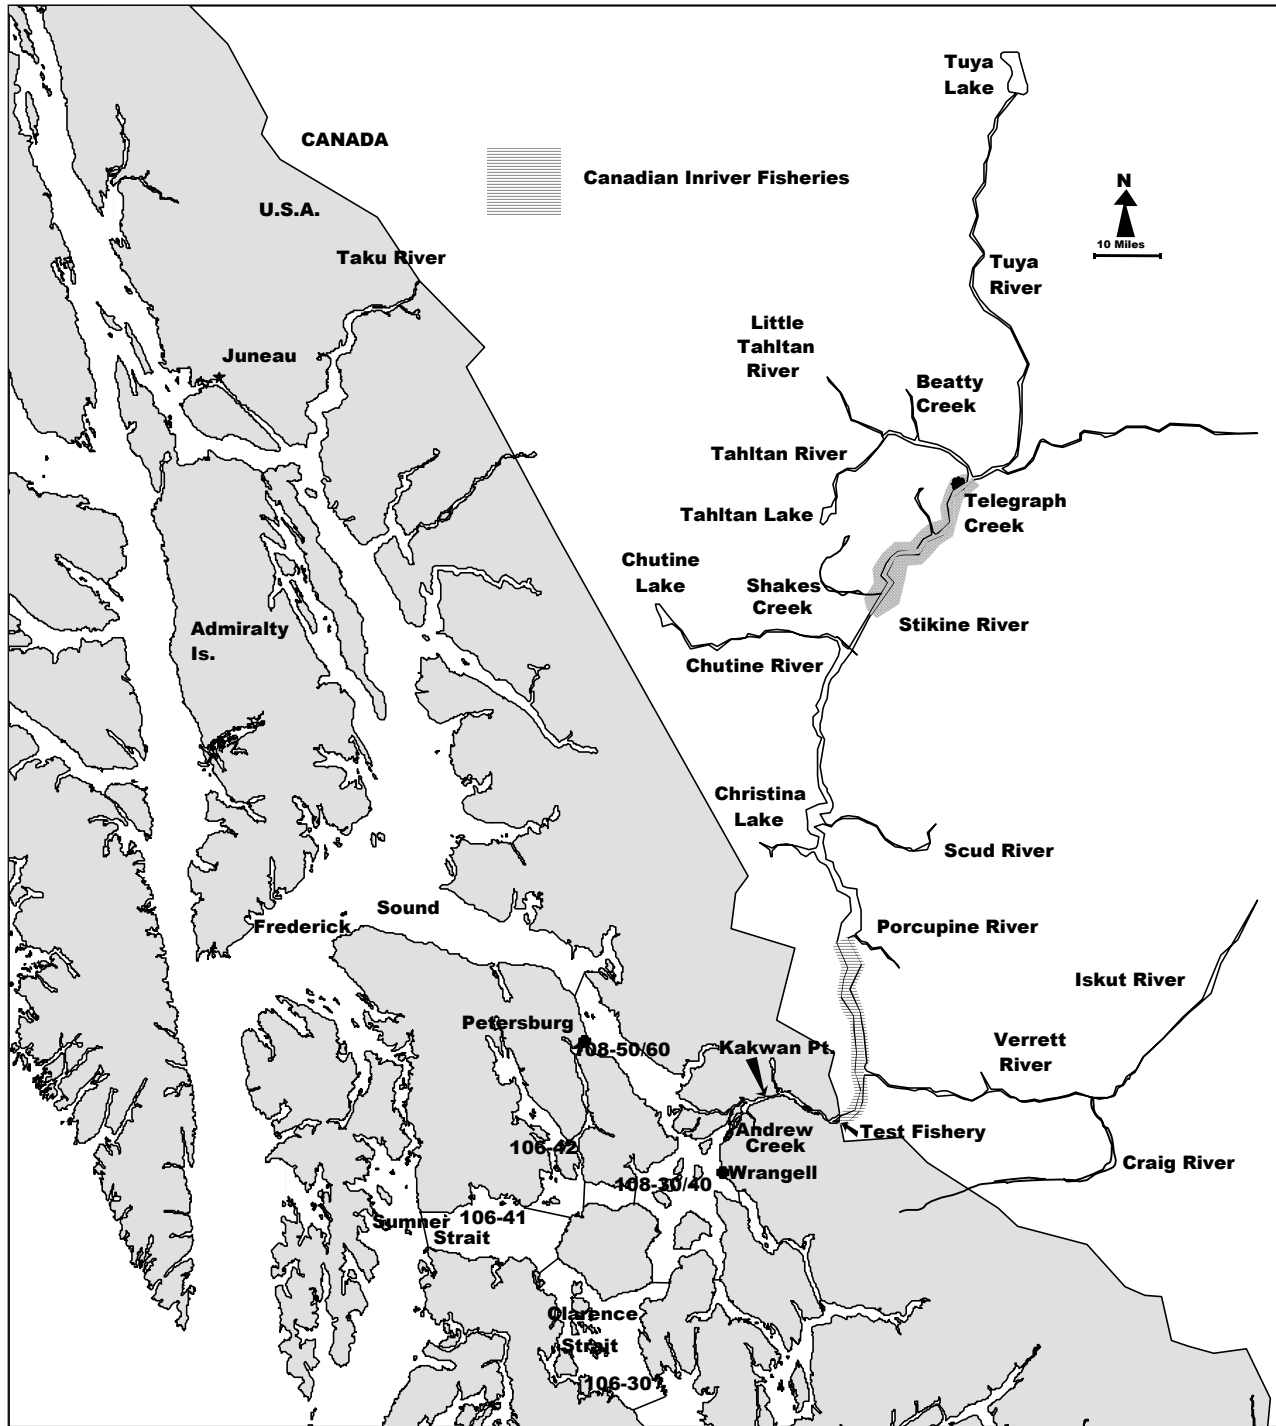 Tuya
Lake
CANADA
Canadian Inriver Fisheries
N
U.S.A.
10 Miles
Taku River
Tuya
River
Little
Tahltan
River
Juneau
Beatty
Creek
Tahltan River
Telegraph
Creek
Tahltan Lake
Chutine
Lake
Shakes
Creek
Stikine River
Admiralty
Is.
Chutine River
Christina
Lake
Scud River
Sound
Frederick
Porcupine River
Iskut River
Petersburg
108-50/60
Kakwan Pt.
Verrett
River
Andrew
Creek
Test Fishery
106-42
Wrangell
Craig River
108-30/40
Sumner
Strait
106-41
Clarence
Strait
106-30